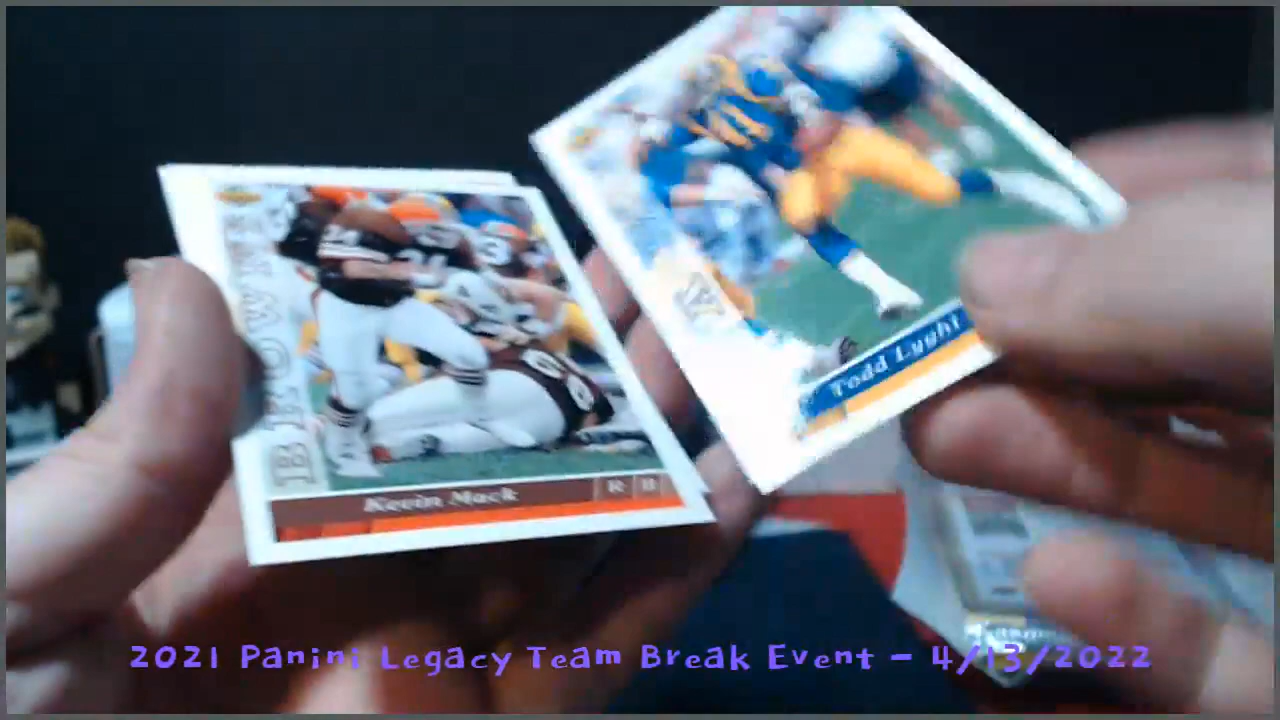 BROWNS
Kevin Mack RB
Todd Lyght
2021 Panini Legacy Team Break Event - 4/13/2022